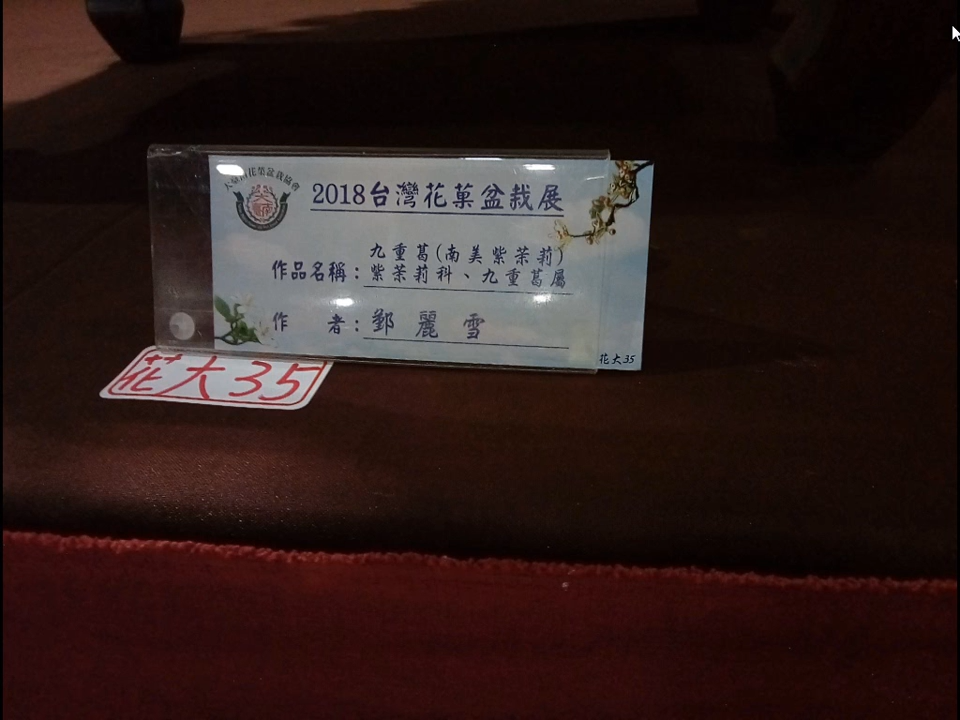 2018台灣花菓盆栽展
九重葛(南美紫茉莉)
作品名稱：紫茉莉科、九重葛屬
作　者：鄞麗雪
花大35
花大35